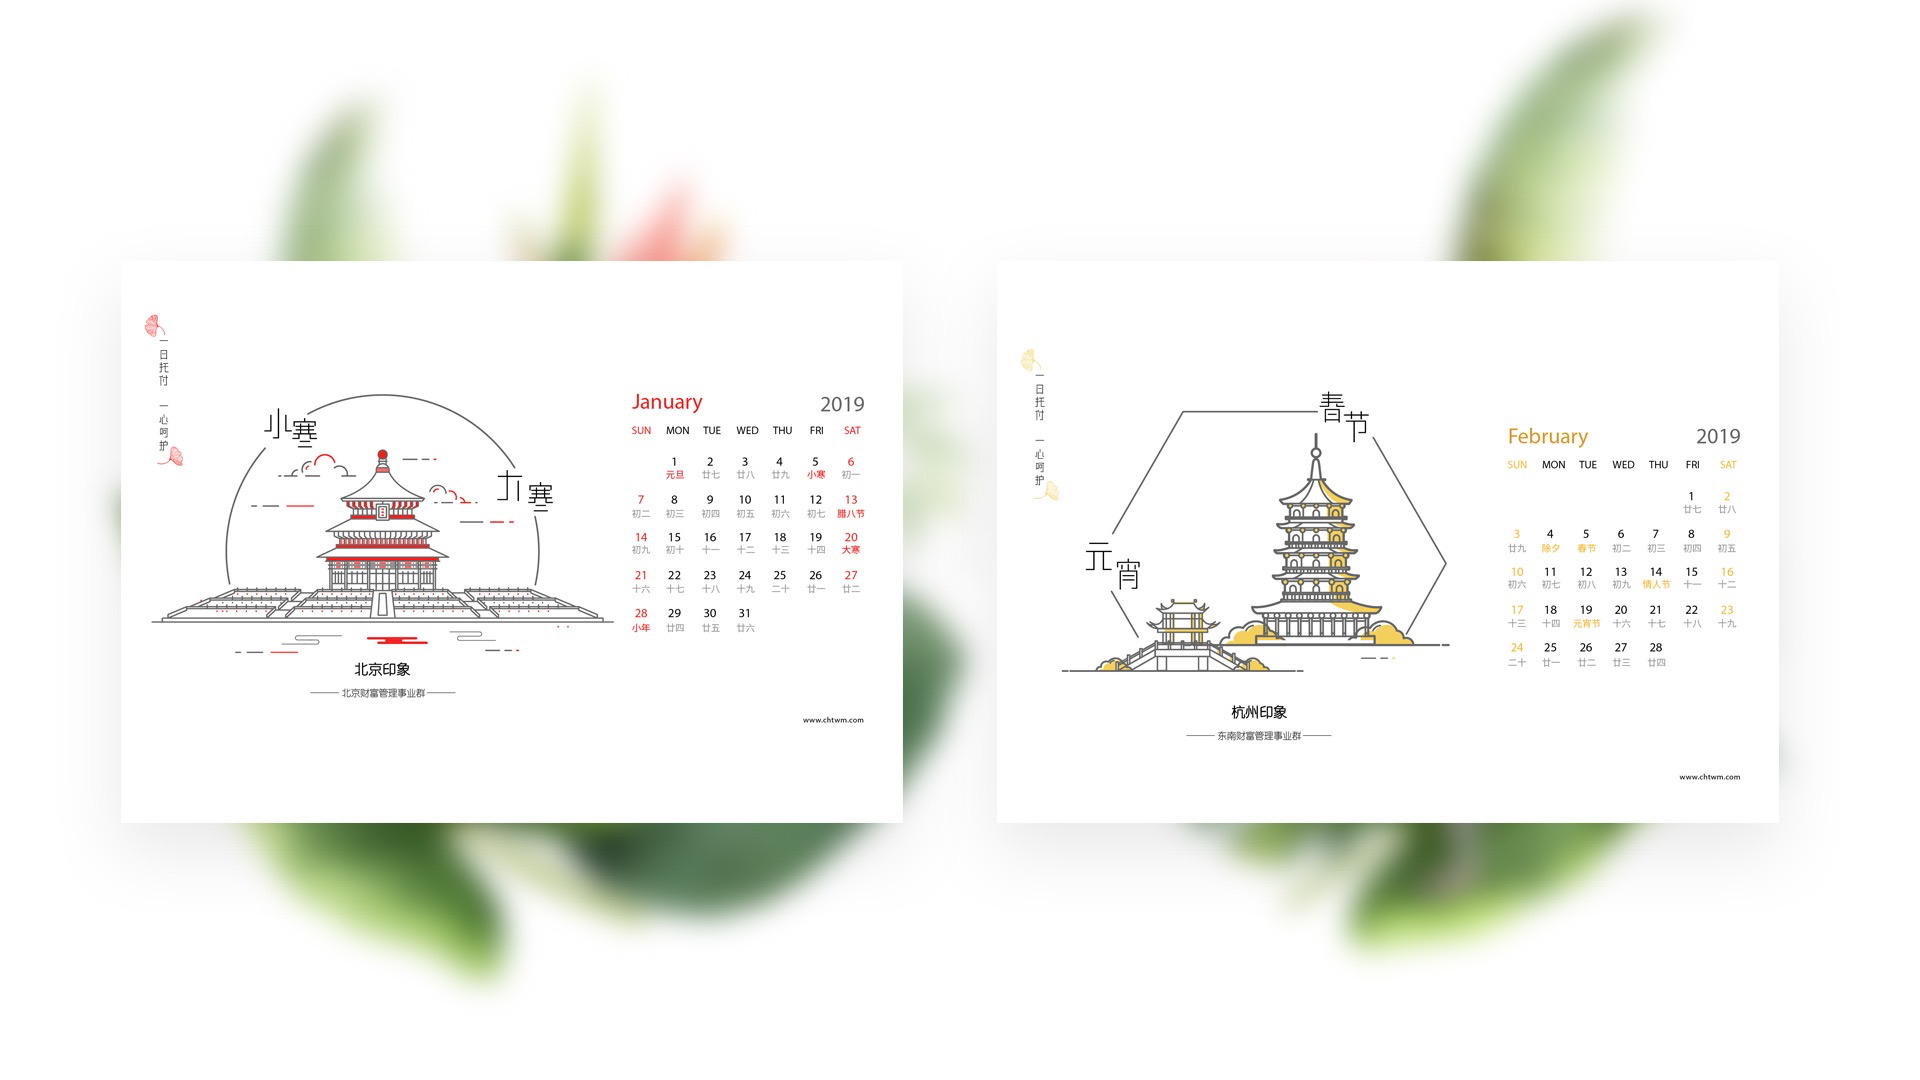 一日托付 一心呵护
小寒
大寒
北京印象
北京财富管理事业群
January 2019
SUN MON TUE WED THU FRI SAT
1 2 3 4 5 6
元旦 廿七 廿八 廿九 小寒 初一
7 8 9 10 11 12 13
初二 初三 初四 初五 初六 初七 腊八节
14 15 16 17 18 19 20
初九 初十 十一 十二 十三 十四 大寒
21 22 23 24 25 26 27
十六 十七 十八 十九 二十 廿一 廿二
28 29 30 31
小年 廿四 廿五 廿六
www.chtwm.com
一日托付 一心呵护
春节
元宵
杭州印象
东南财富管理事业群
February 2019
SUN MON TUE WED THU FRI SAT
1 2
廿七 廿八
3 4 5 6 7 8 9
廿九 除夕 春节 初二 初三 初四 初五
10 11 12 13 14 15 16
初六 初七 初八 初九 情人节 十一 十二
17 18 19 20 21 22 23
十三 十四 元宵节 十六 十七 十八 十九
24 25 26 27 28
二十 廿一 廿二 廿三 廿四
www.chtwm.com